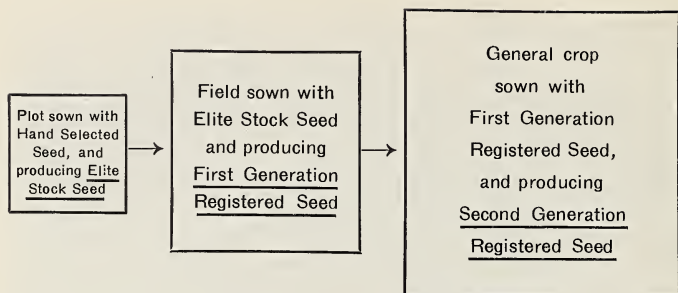 Plot sown with
Hand Selected
Seed, and
producing Elite
Stock Seed
Field sown with
Elite Stock Seed
and producing
First Generation
Registered Seed
General crop
sown with
First Generation
Registered Seed,
and producing
Second Generation
Registered Seed